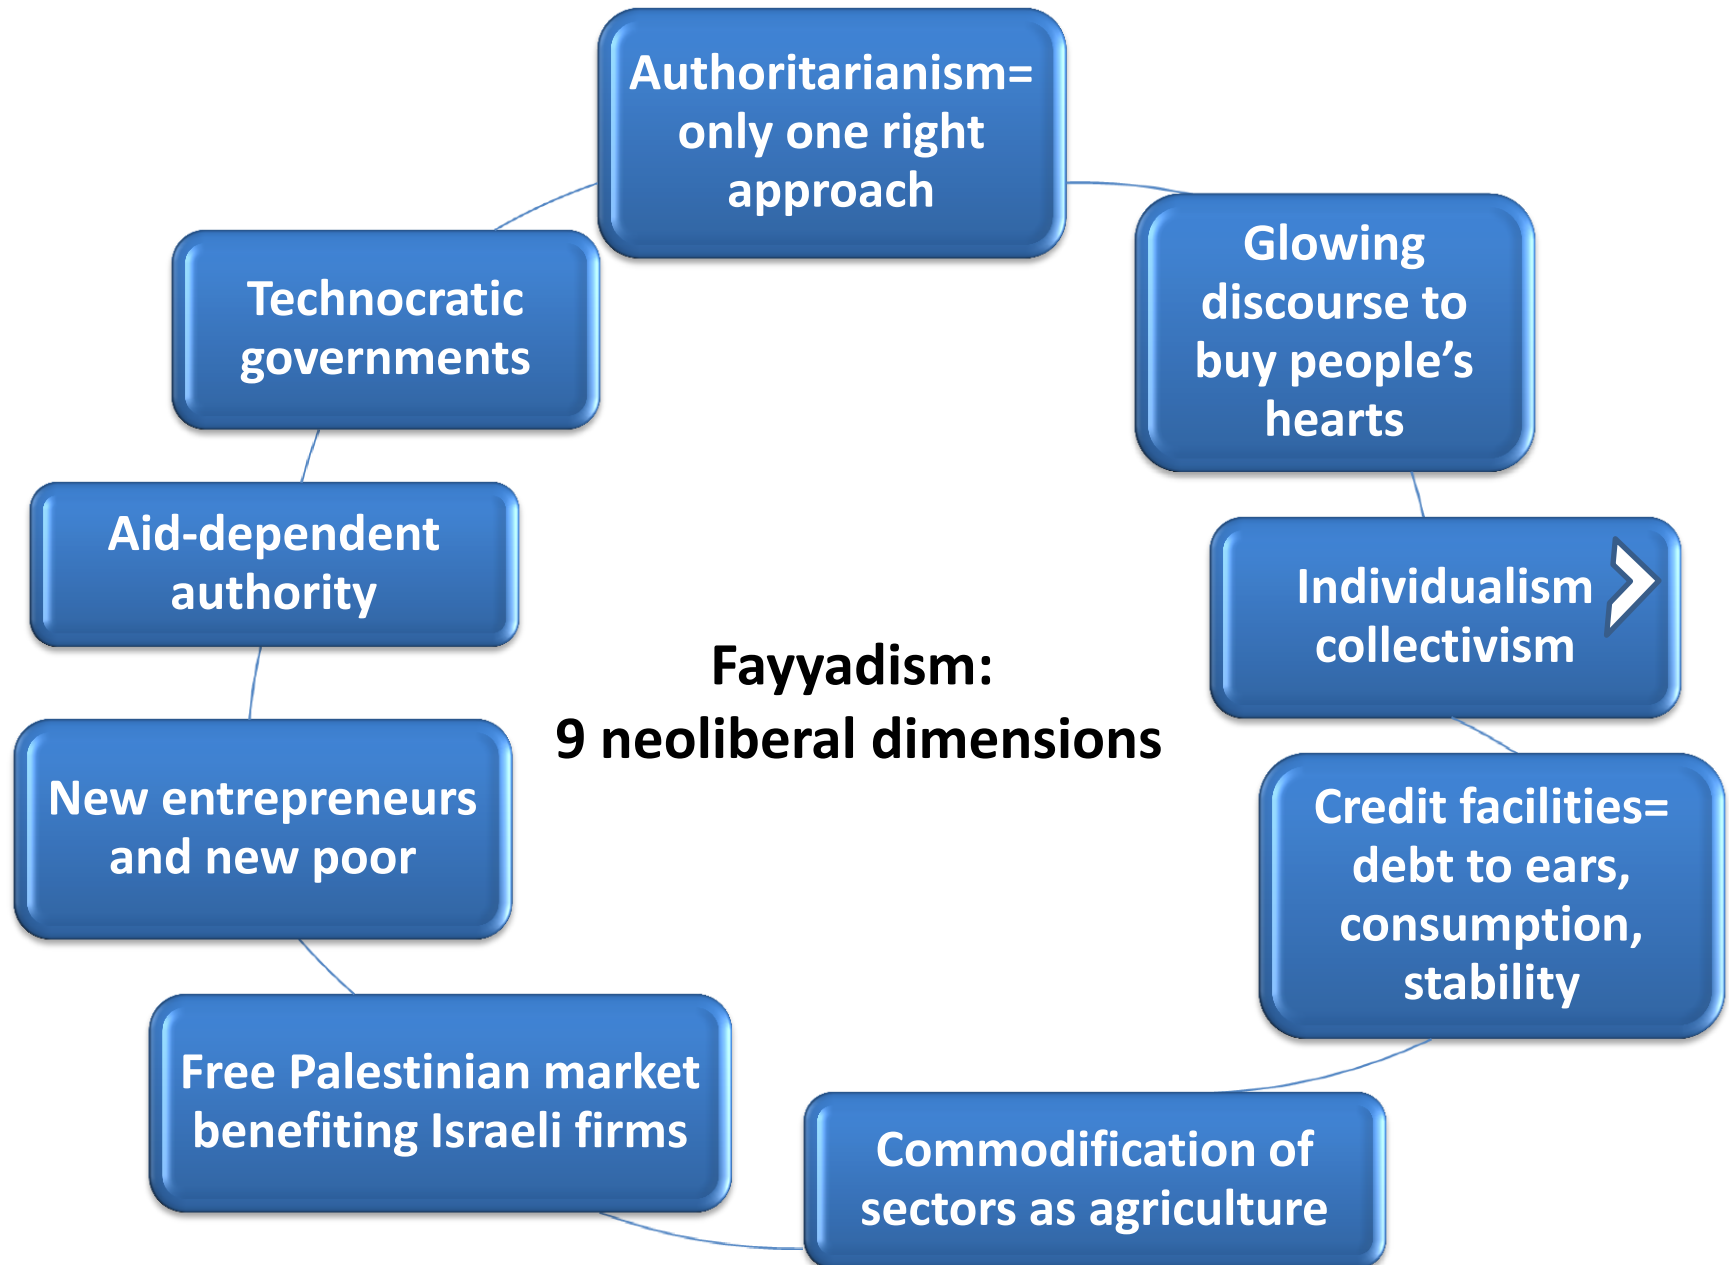 Authoritarianism=
only one right
approach
Glowing
discourse to
buy people’s
hearts
Individualism
collectivism
Credit facilities=
debt to ears,
consumption,
stability
Commodification of
sectors as agriculture
Free Palestinian market
benefiting Israeli firms
New entrepreneurs
and new poor
Aid-dependent
authority
Technocratic
governments
Fayyadism:
9 neoliberal dimensions